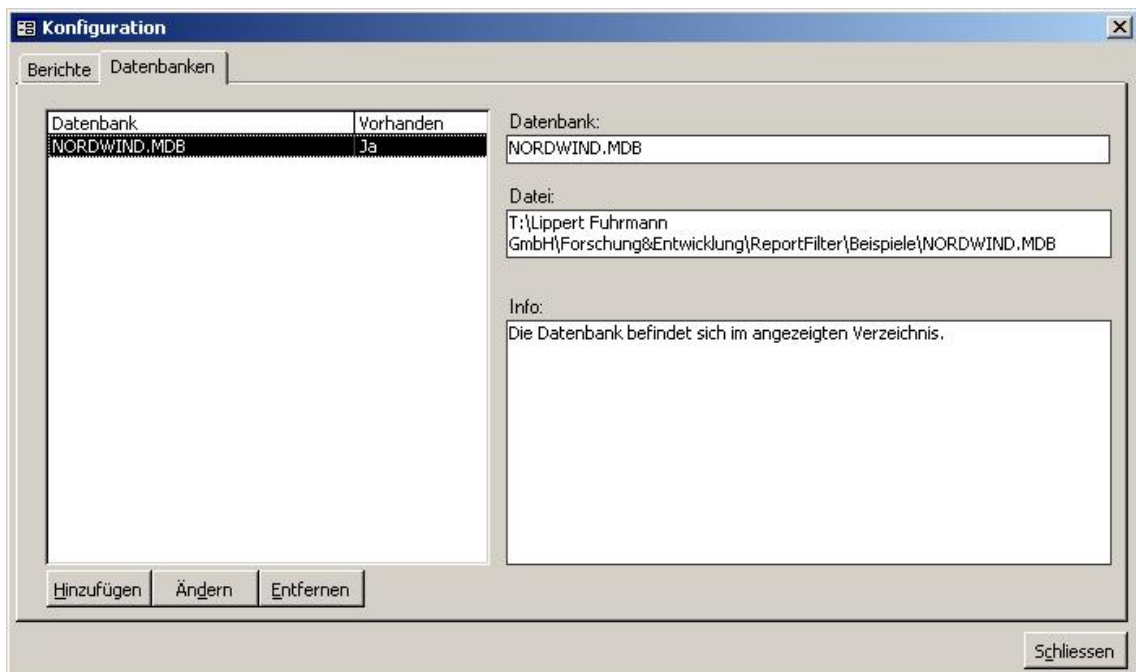 Konfiguration
Berichte Datenbanken
Datenbank Vorhanden
NORDWIND.MDB Ja
Datenbank:
NORDWIND.MDB
Datei:
T:\Lippert Fuhrmann
GmbH\Forschung&Entwicklung\ReportFilter\Beispiele\NORDWIND.MDB
Info:
Die Datenbank befindet sich im angezeigten Verzeichnis.
Hinzufügen Ändern Entfernen
Schliessen